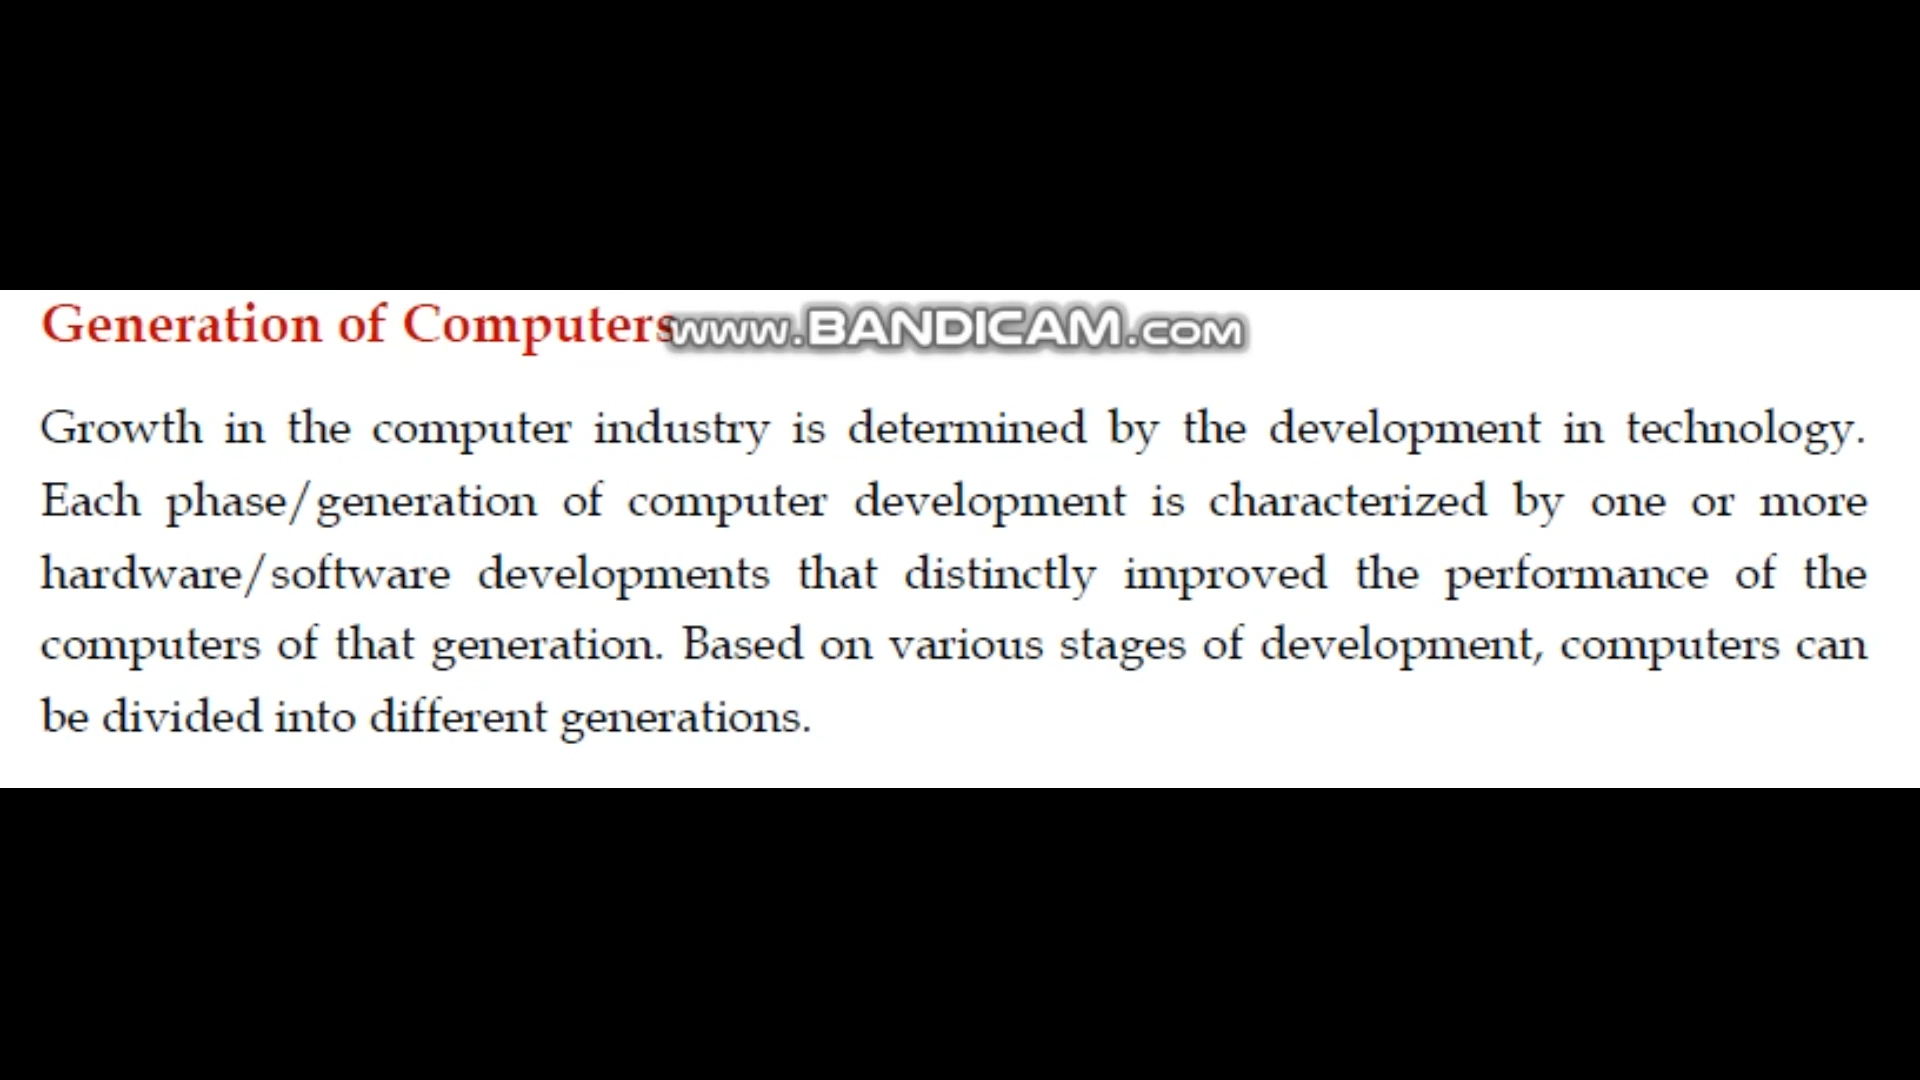 Generation of Computers www.BANDICAM.COM
Growth in the computer industry is determined by the development in technology.
Each phase/generation of computer development is characterized by one or more
hardware/software developments that distinctly improved the performance of the
computers of that generation. Based on various stages of development, computers can
be divided into different generations.